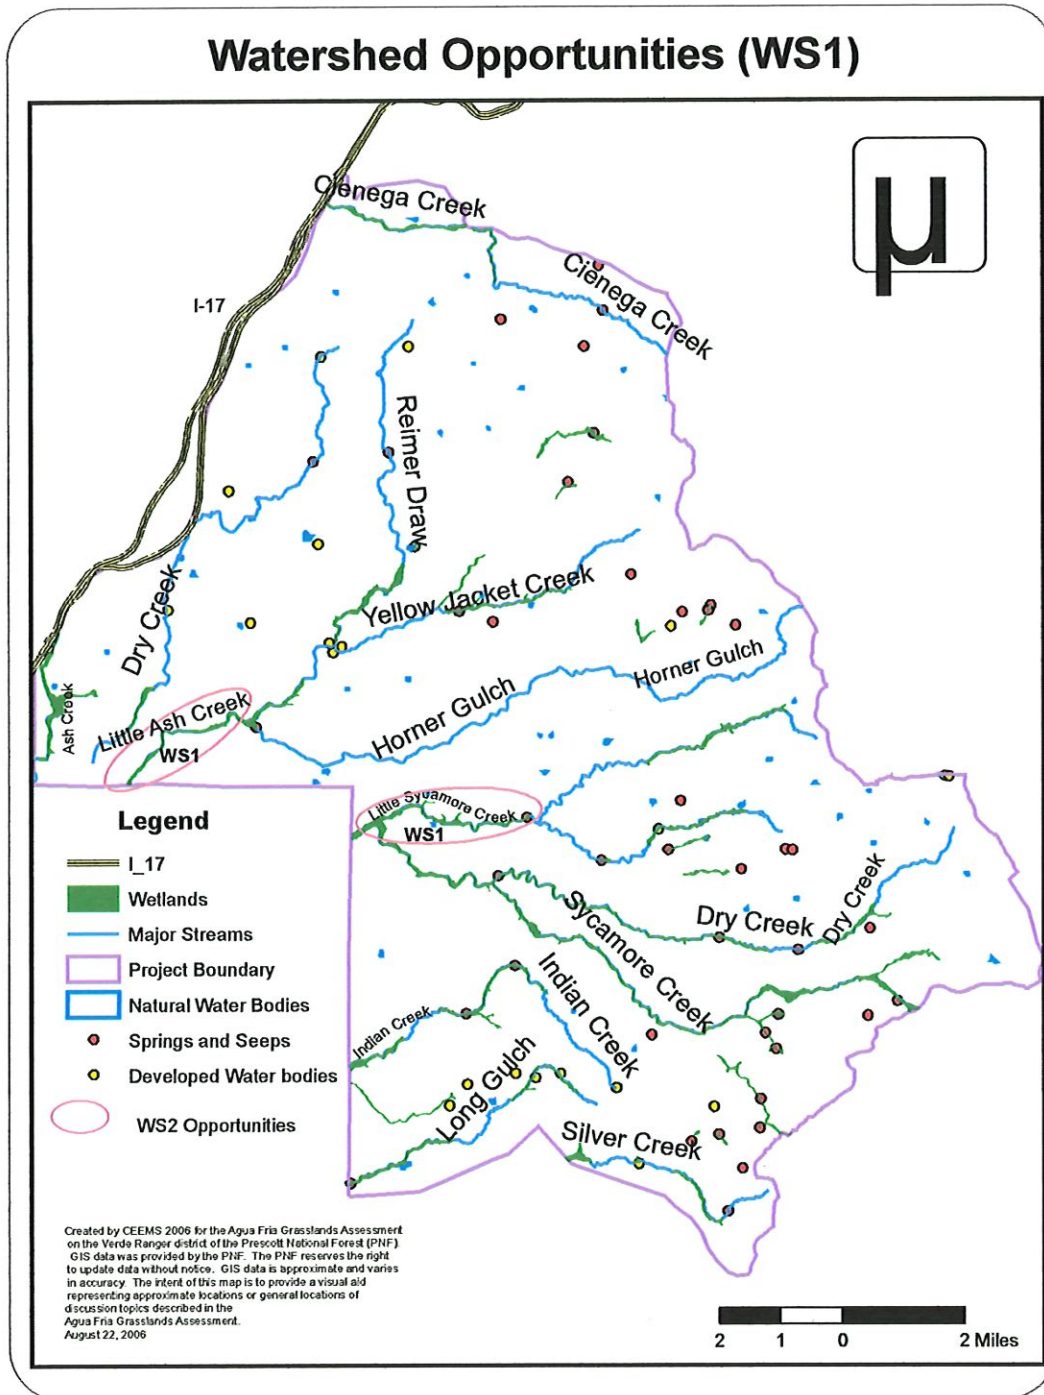 Watershed Opportunities (WS1)
µ
Cienega Creek
Cienega Creek
I-17
Reimer Draw
Yellow Jacket Creek
Dry Creek
Horner Gulch
Horner Gulch
Ash Creek
Little Ash Creek
WS1
Little Sycamore Creek
WS1
Sycamore Creek
Dry Creek
Dry Creek
Indian Creek
Indian Creek
Long Gulch
Silver Creek
Legend
I_17
Wetlands
Major Streams
Project Boundary
Natural Water Bodies
Springs and Seeps
Developed Water bodies
WS2 Opportunities
Created by CEEMS 2006 for the Agua Fria Grasslands Assessment
on the Verde Ranger district of the Prescott National Forest (PNF)
GIS data was provided by the PNF. The PNF reserves the right
to update data without notice. GIS data is approximate and varies
in accuracy. The intent of this map is to provide a visual aid
representing approximate locations or general locations of
discussion topics described in the
Agua Fria Grasslands Assessment.
August 22, 2006
2 1 0 2 Miles